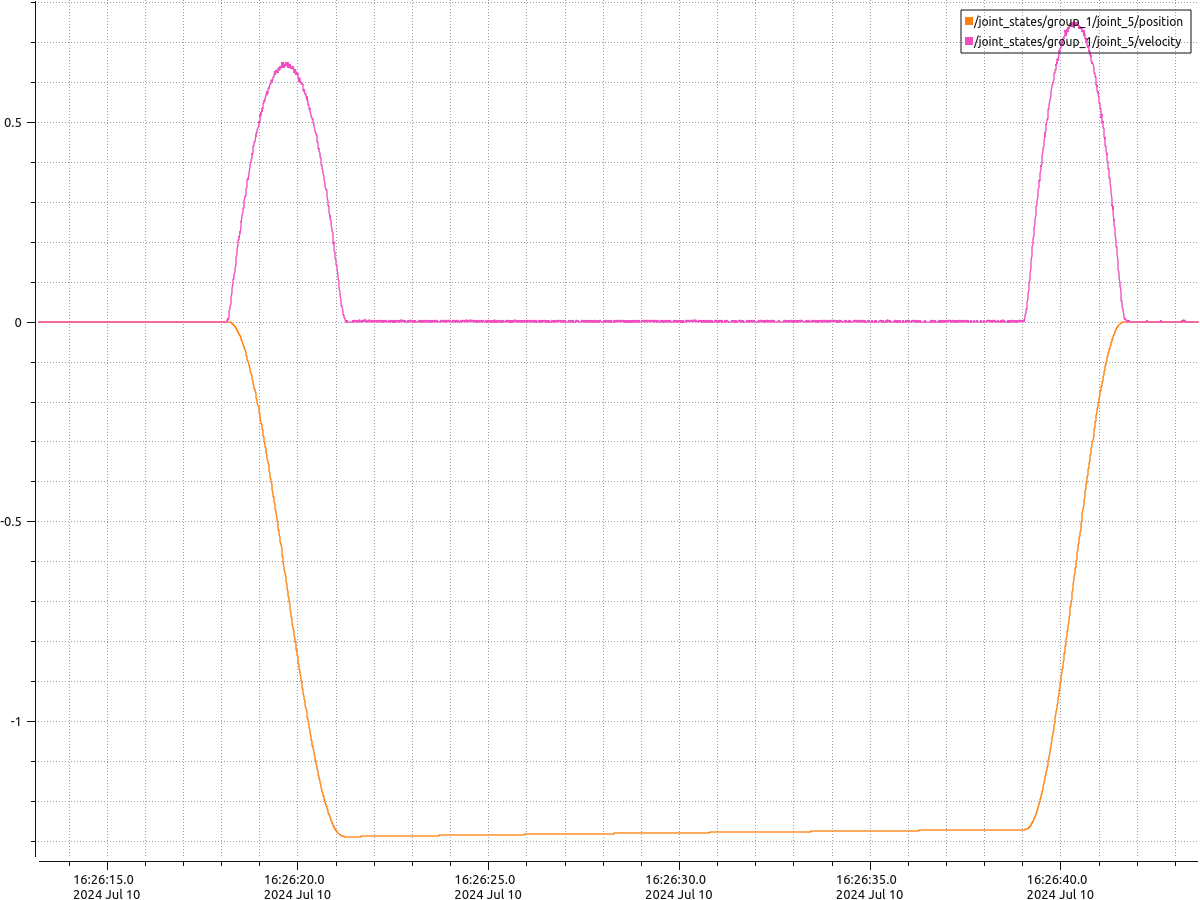 /joint_states/group_1/joint_5/position
/joint_states/group_1/joint_5/velocity
0.5
0
-0.5
-1
16:26:15.0
2024 Jul 10
16:26:20.0
2024 Jul 10
16:26:25.0
2024 Jul 10
16:26:30.0
2024 Jul 10
16:26:35.0
2024 Jul 10
16:26:40.0
2024 Jul 10